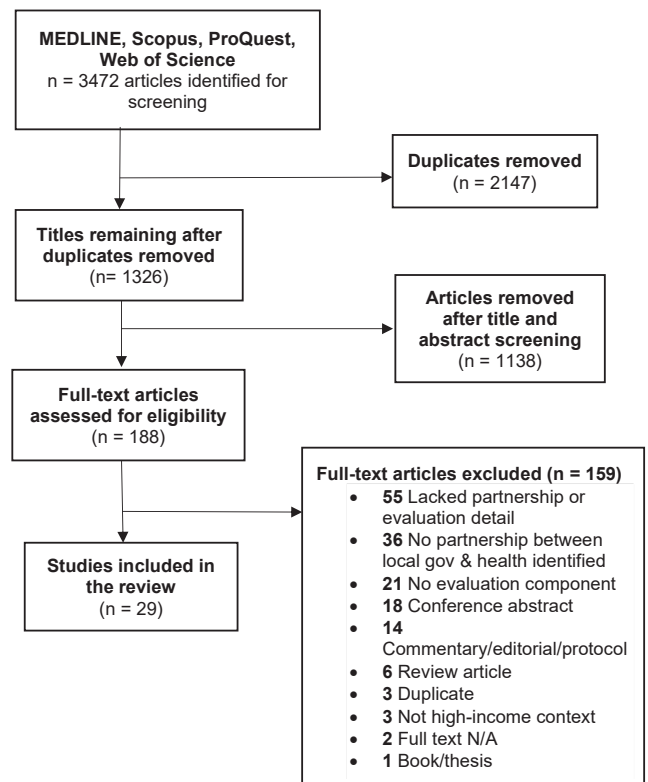 MEDLINE, Scopus, ProQuest,
Web of Science
n = 3472 articles identified for
screening
Duplicates removed
(n = 2147)
Titles remaining after
duplicates removed
(n= 1326)
Articles removed
after title and
abstract screening
(n = 1138)
Full-text articles
assessed for eligibility
(n = 188)
Full-text articles excluded (n = 159)
• 55 Lacked partnership or
evaluation detail
• 36 No partnership between
local gov & health identified
• 21 No evaluation component
• 18 Conference abstract
• 14
Commentary/editorial/protocol
• 6 Review article
• 3 Duplicate
• 3 Not high-income context
• 2 Full text N/A
• 1 Book/thesis
Studies included in
the review
(n = 29)